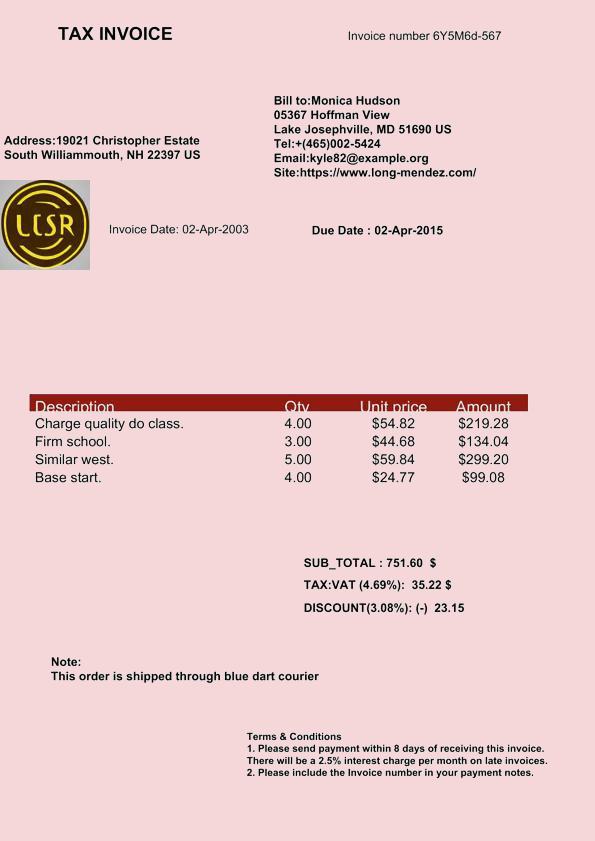 TAX INVOICE
Invoice number 6Y5M6d-567
Bill to:Monica Hudson
05367 Hoffman View
Lake Josephville, MD 51690 US
Tel:+(465)002-5424
Email:kyle82@example.org
Site:https://www.long-mendez.com/
Address:19021 Christopher Estate
South Williammouth, NH 22397 US
Invoice Date: 02-Apr-2003
Due Date : 02-Apr-2015
Description Qty Unit price Amount
Charge quality do class. 4.00 $54.82 $219.28
Firm school. 3.00 $44.68 $134.04
Similar west. 5.00 $59.84 $299.20
Base start. 4.00 $24.77 $99.08
SUB_TOTAL : 751.60 $
TAX:VAT (4.69%): 35.22 $
DISCOUNT(3.08%): (-) 23.15
Note:
This order is shipped through blue dart courier
Terms & Conditions
1. Please send payment within 8 days of receiving this invoice.
There will be a 2.5% interest charge per month on late invoices.
2. Please include the Invoice number in your payment notes.